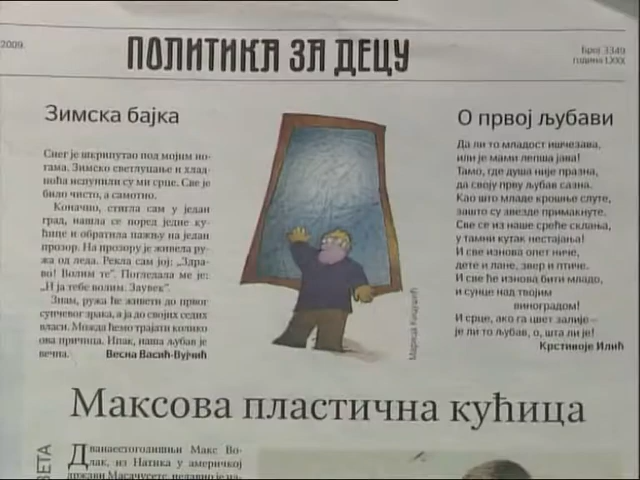 2009.
ПОЛИТИКА ЗА ДЕЦУ
Број 3349
година LXXX
Зимска бајка
Снег је шкрипутао под мојим но-
гама. Зимско светлуцање и хлад-
ноћа испунили су ми срце. Све је
било чисто, а самотно.
Коначно, стигла сам у један
град, нашла се поред једне ку-
ћице и обратила пажњу на један
прозор. На прозору је живела ру-
жа од леда. Рекла сам јој: „Здра-
во! Волим те”. Погледала ме је:
„И ја тебе волим. Заувек”.
Знам, ружа ће живети до првог
сунчевог зрака, а ја до својих седих
власи. Можда ћемо трајати колико
ова причица. Ипак, наша љубав је
вечна.
Весна Васић-Вујчић
О првој љубави
Да ли то младост ишчезава,
или је мами лепша јава!
Тамо, где душа није празна,
да своју прву љубав сазна.
Као што младе крошње слуте,
зашто су звезде примакнуте.
Све се из наше среће склања,
у тамни кутак нестајања!
И све изнова опет ниче,
дете и лане, звер и птиче.
И све ће изнова бити младо,
и сунце над твојим
виноградом!
И срце, ако га цвет залије –
је ли то љубав, о, шта ли је!
Крстивоје Илић
Максова пластична кућица
ВЕТА
Дванаестогодишњи Макс Во-
лак, из Натика у америчкој
држави Масачусетс, недавно је на-